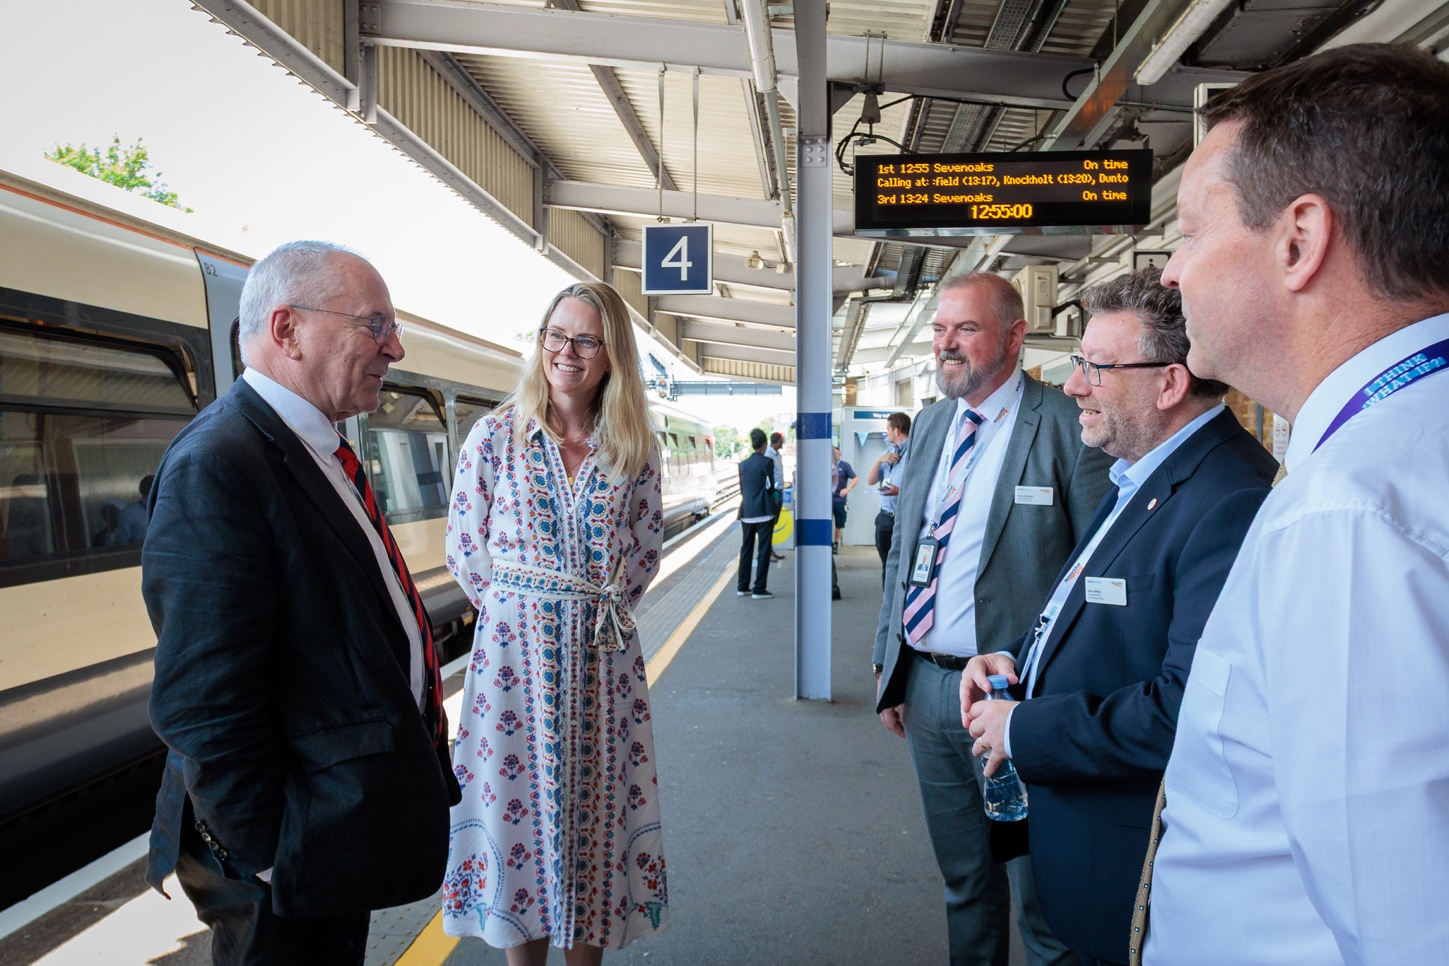 1st 12:55 Sevenoaks On time
Calling at: :field (13:17), Knockholt (13:20), Dunto
3rd 13:24 Sevenoaks On time
12:55:00
4
B2
I THINK
'WHAT IF?'